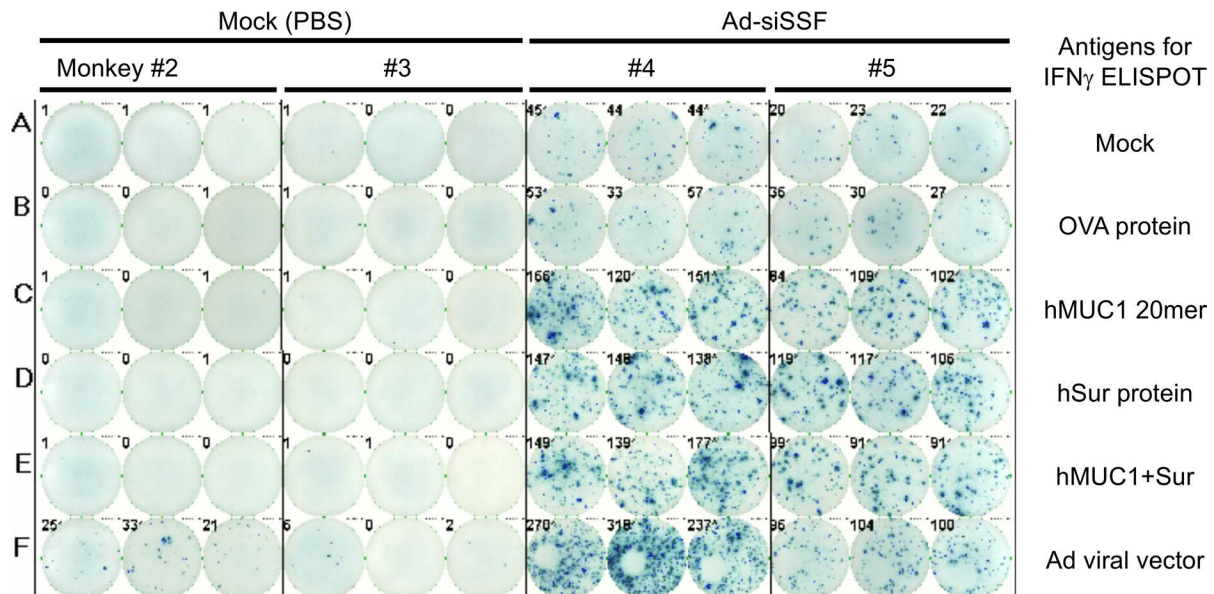 Mock (PBS) Ad-siSSF
Antigens for
IFNγ ELISPOT
Monkey #2 #3 #4 #5
A 1 1 1 1 0 0 45^ 44 44^ 20 23 22 Mock
B 0 0 1 1 0 0 53^ 33 57 36 30 27 OVA protein
C 1 0 1 1 1 0 166^ 120^ 151^ 109^ 102^ hMUC1 20mer
D 0 0 1 0 0 0 147^ 148^ 138^ 119^ 117^ 106 hSur protein
E 1 0 0 1 1 0 149^ 139^ 177^ 99^ 91^ 91^ hMUC1+Sur
F 25^ 33^ 21 0 2 270^ 318^ 237^ 96 104 100 Ad viral vector